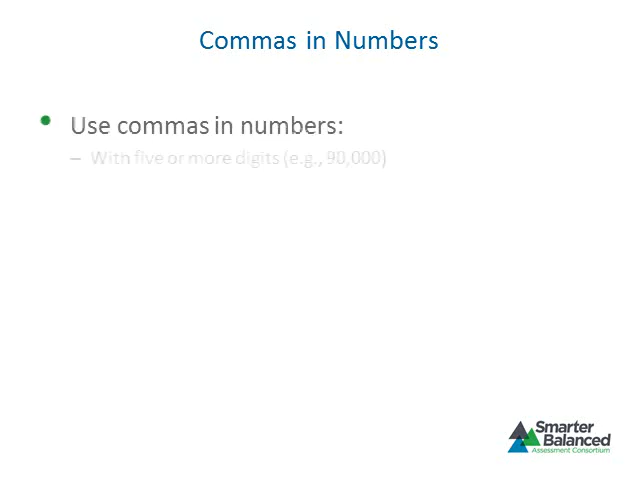 Commas in Numbers
• Use commas in numbers:
– With five or more digits (e.g., 90,000)
Smarter
Balanced
Assessment Consortium